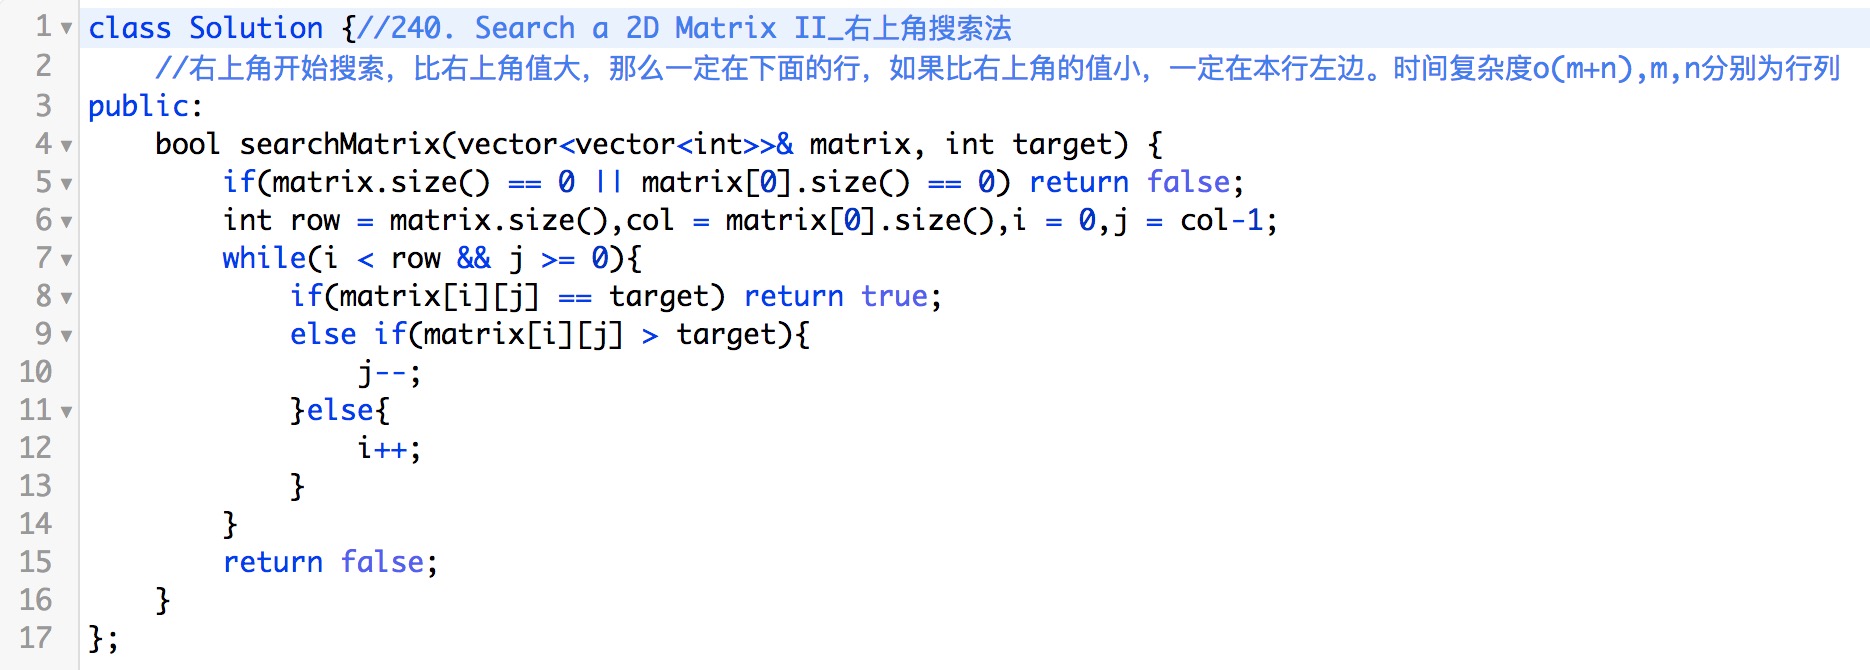 1 class Solution {//240. Search a 2D Matrix II_右上角搜索法
2     //右上角开始搜索，比右上角值大，那么一定在下面的行，如果比右上角的值小，一定在本行左边。时间复杂度o(m+n),m,n分别为行列
3 public:
4     bool searchMatrix(vector<vector<int>>& matrix, int target) {
5         if(matrix.size() == 0 || matrix[0].size() == 0) return false;
6         int row = matrix.size(),col = matrix[0].size(),i = 0,j = col-1;
7         while(i < row && j >= 0){
8             if(matrix[i][j] == target) return true;
9             else if(matrix[i][j] > target){
10                 j--;
11             }else{
12                 i++;
13             }
14         }
15         return false;
16     }
17 };